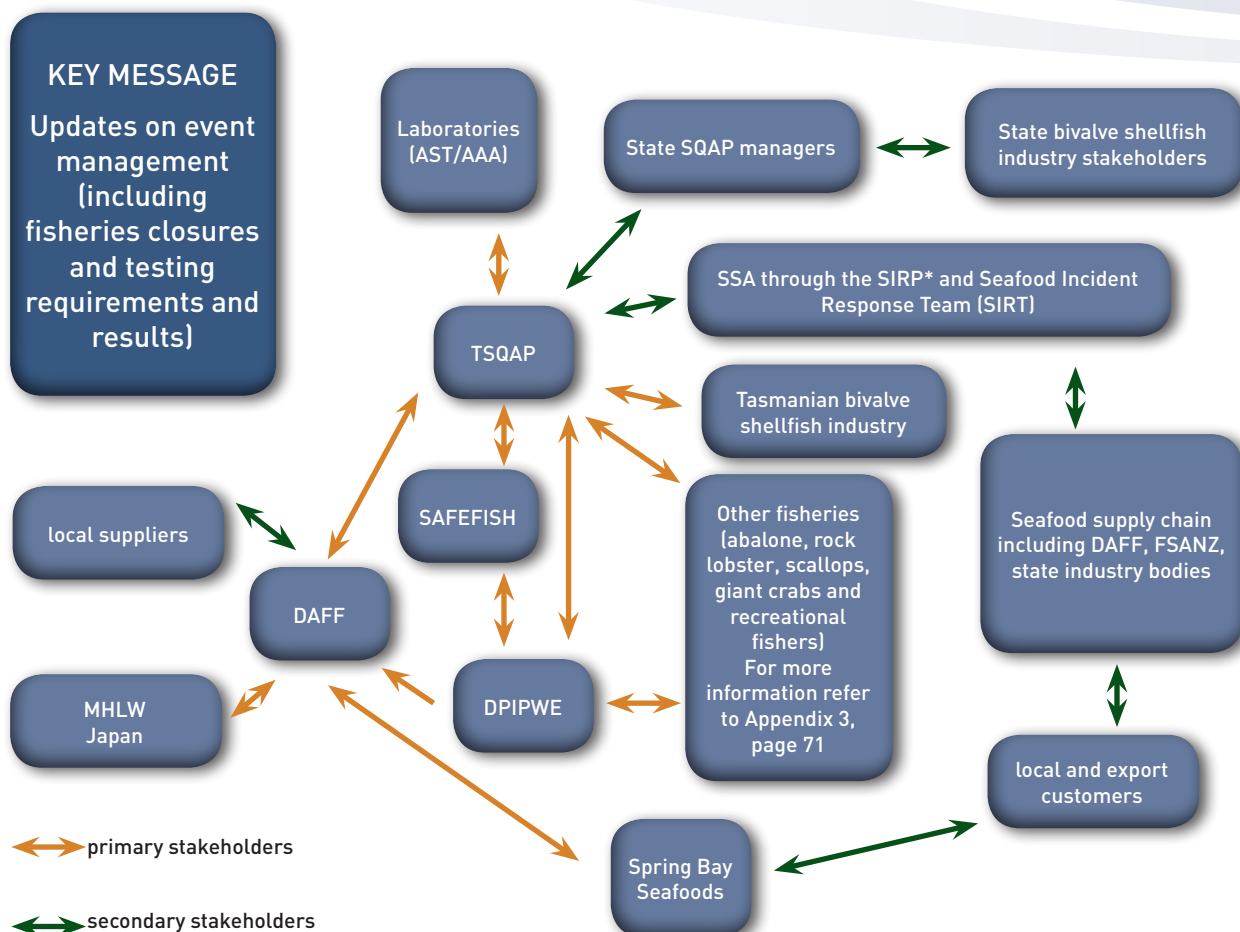 KEY MESSAGE
Updates on event
management
(including
fisheries closures
and testing
requirements and
results)
Laboratories
(AST/AAA)
State SQAP managers
State bivalve shellfish
industry stakeholders
SSA through the SIRP* and Seafood Incident
Response Team (SIRT)
TSQAP
Tasmanian bivalve
shellfish industry
SAFEFISH
Other fisheries
(abalone, rock
lobster, scallops,
giant crabs and
recreational
fishers)
For more
information refer
to Appendix 3,
page 71
Seafood supply chain
including DAFF, FSANZ,
state industry bodies
local suppliers
DAFF
MHLW
Japan
DPIPWE
local and export
customers
Spring Bay
Seafoods
primary stakeholders
secondary stakeholders